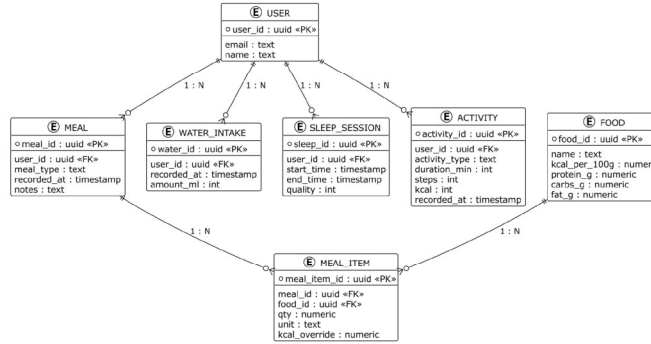 E USER
user_id : uuid «PK»
email : text
name : text
1 : N
1 : N
1 : N
1 : N
E MEAL
meal_id : uuid «PK»
user_id : uuid «FK»
meal_type : text
recorded_at : timestamp
notes : text
E WATER_INTAKE
water_id : uuid «PK»
user_id : uuid «FK»
recorded_at : timestamp
amount_ml : int
E SLEEP_SESSION
sleep_id : uuid «PK»
user_id : uuid «FK»
start_time : timestamp
end_time : timestamp
quality : int
E ACTIVITY
activity_id : uuid «PK»
user_id : uuid «FK»
activity_type : text
duration_min : int
steps : int
kcal : int
recorded_at : timestamp
E FOOD
food_id : uuid «PK»
name : text
kcal_per_100g : numer
protein_g : numeric
carbs_g : numeric
fat_g : numeric
1 : N
1 : N
E MEAL_ITEM
meal_item_id : uuid «PK»
meal_id : uuid «FK»
food_id : uuid «FK»
qty : numeric
unit : text
kcal_override : numeric